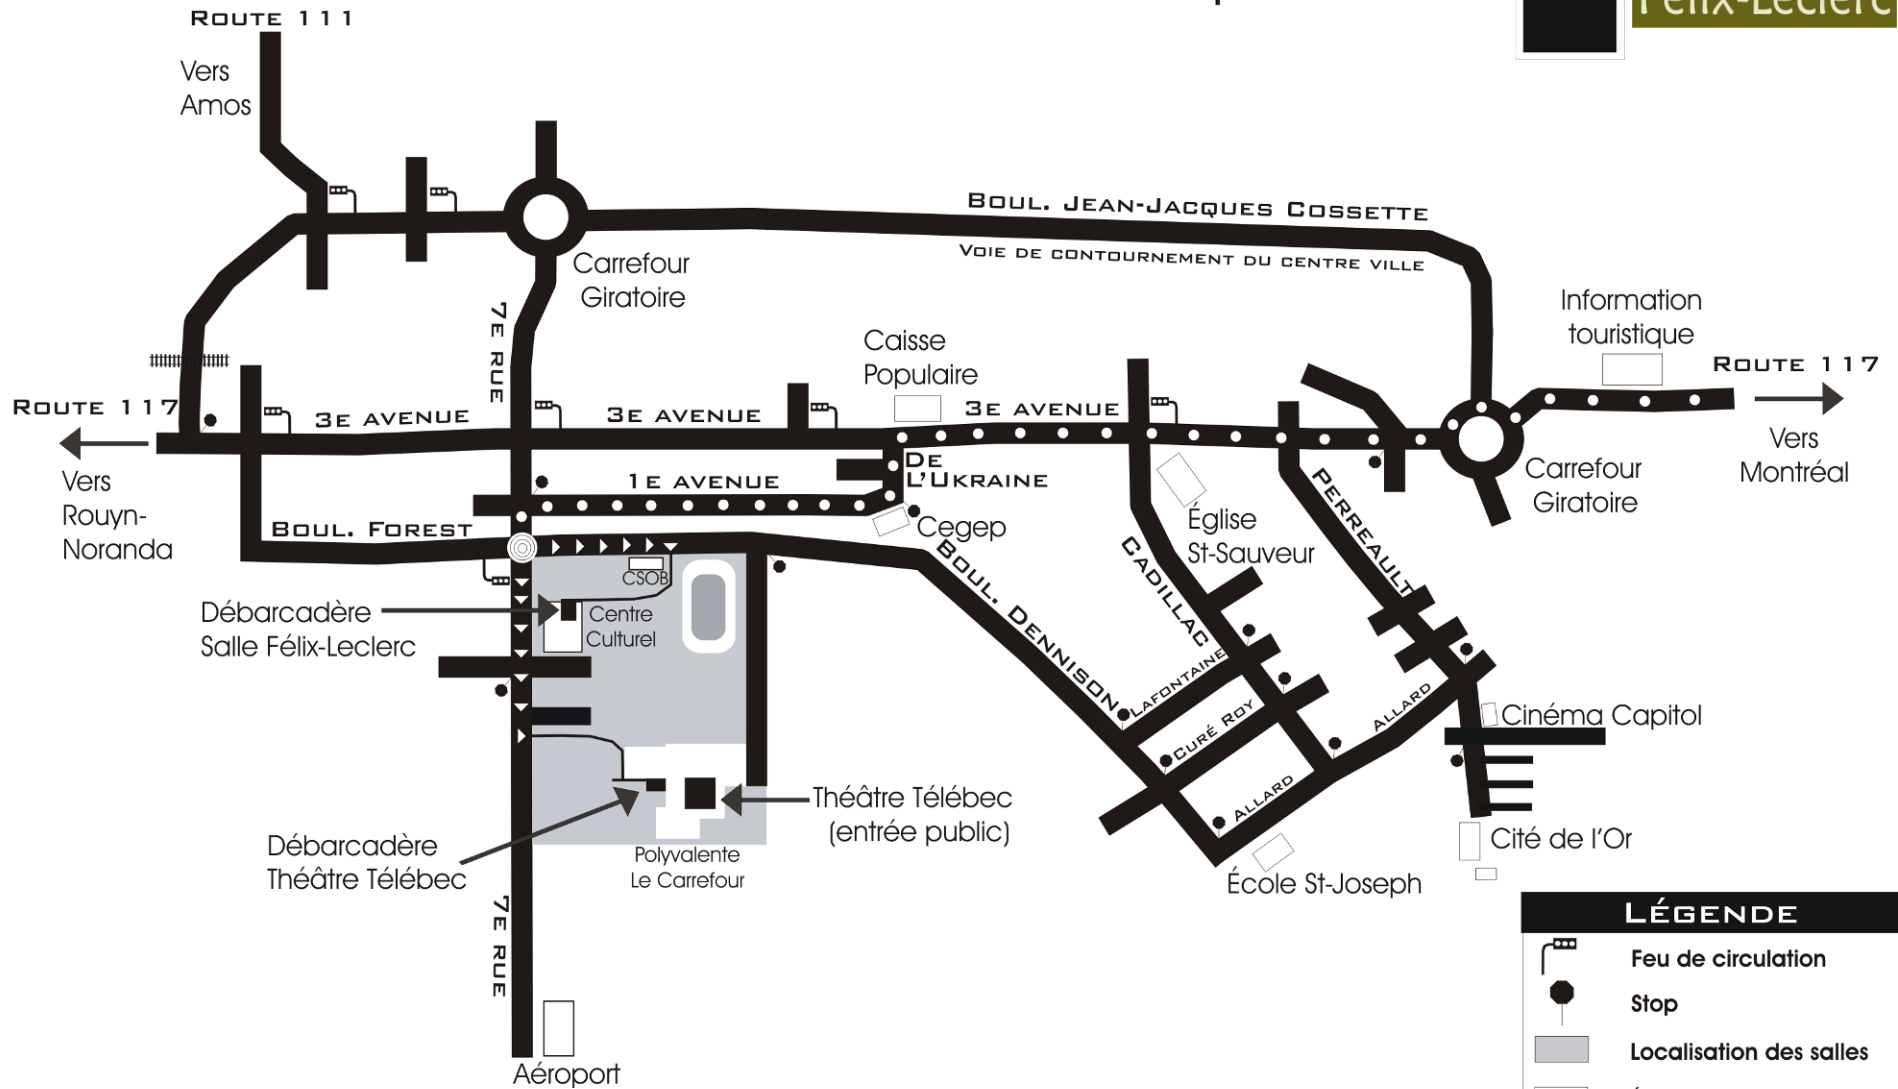 Félix-Leclerc
Route 111
Vers
Amos
Boul. Jean-Jacques Cossette
Voie de contournement du centre ville
Carrefour
Giratoire
7e rue
Information
touristique
Route 117
Vers
Montréal
Caisse
Populaire
Route 117
Vers
Rouyn-
Noranda
3e avenue
3e avenue
3e avenue
De
l'Ukraine
1e avenue
Boul. Forest
Cegep
Carrefour
Giratoire
Église
St-Sauveur
Perreault
Cadillac
Boul. Dennison
CSOB
Centre
Culturel
Débarcadère
Salle Félix-Leclerc
Lafontaine
Curé Roy
Allard
Allard
Cinéma Capitol
Théâtre Télébec
(entrée public)
Débarcadère
Théâtre Télébec
Polyvalente
Le Carrefour
Cité de l'Or
École St-Joseph
7e rue
Aéroport
Légende
Feu de circulation
Stop
Localisation des salles